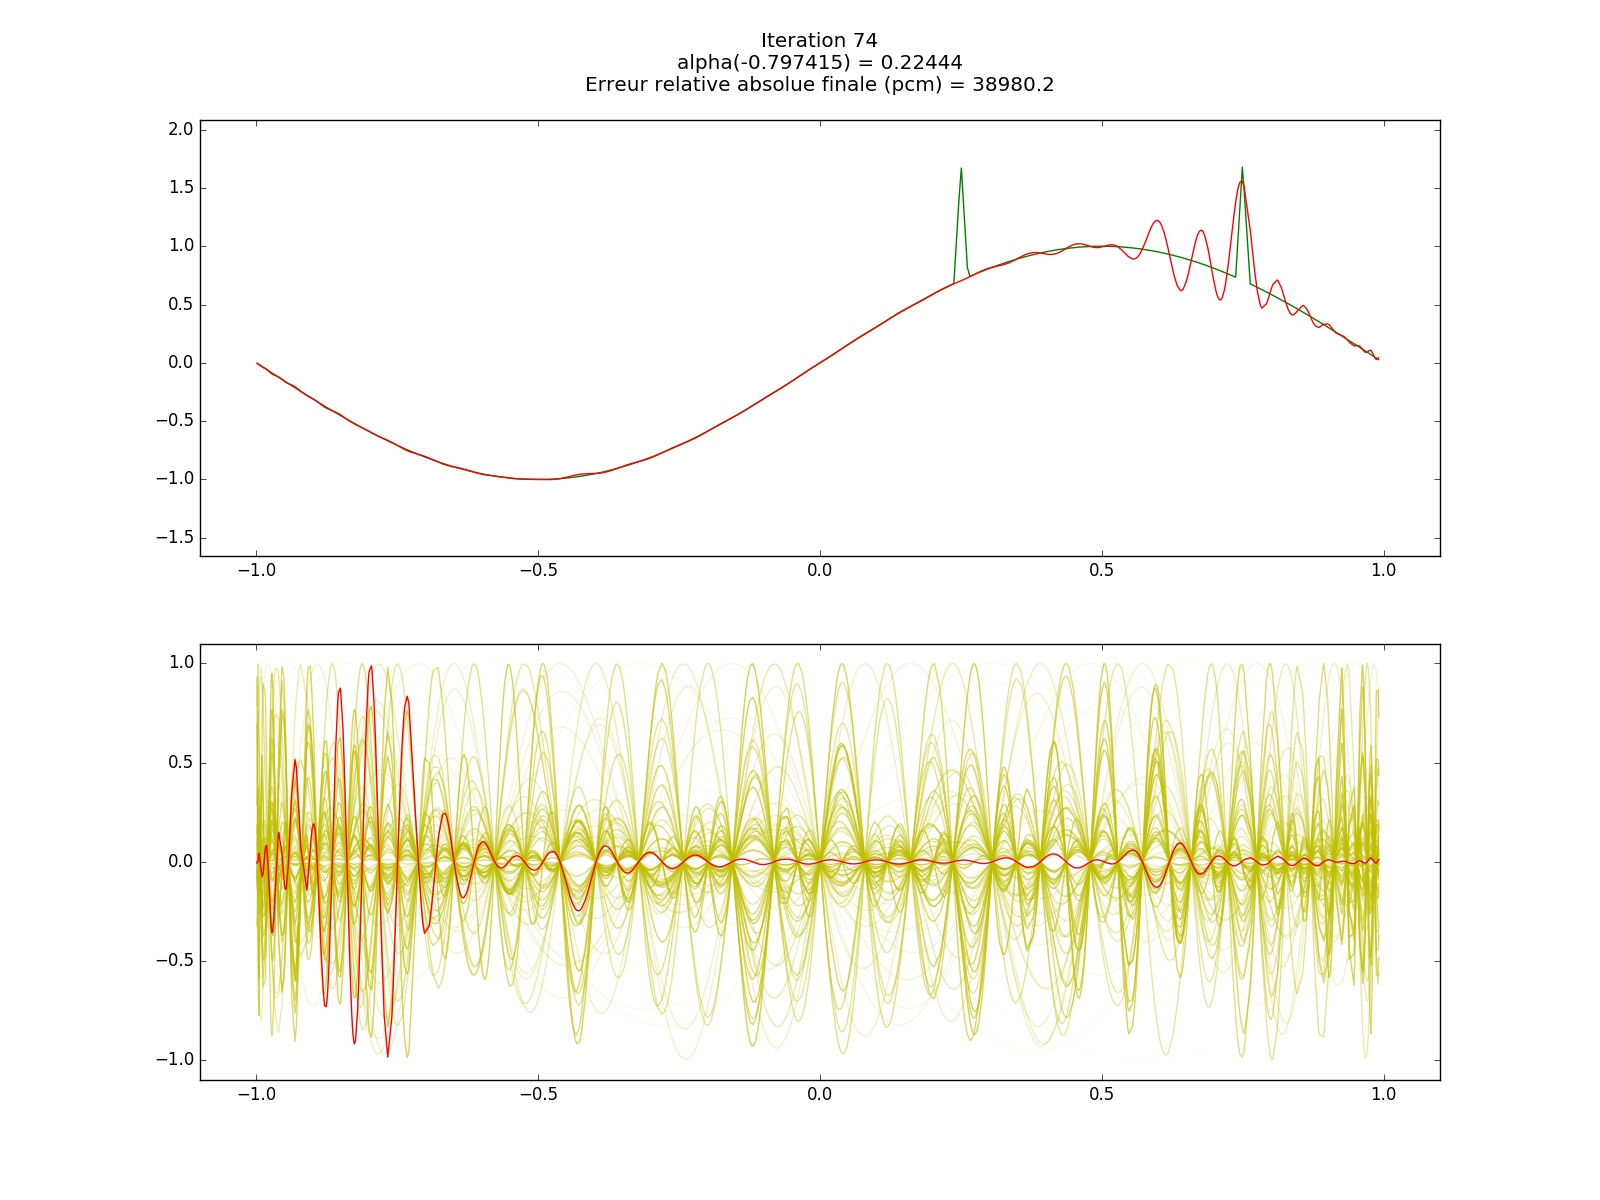 Iteration 74
alpha(-0.797415) = 0.22444
Erreur relative absolue finale (pcm) = 38980.2
2.0
1.5
1.0
0.5
0.0
−0.5
−1.0
−1.5
−1.0 −0.5 0.0 0.5 1.0
1.0
0.5
0.0
−0.5
−1.0
−1.0 −0.5 0.0 0.5 1.0